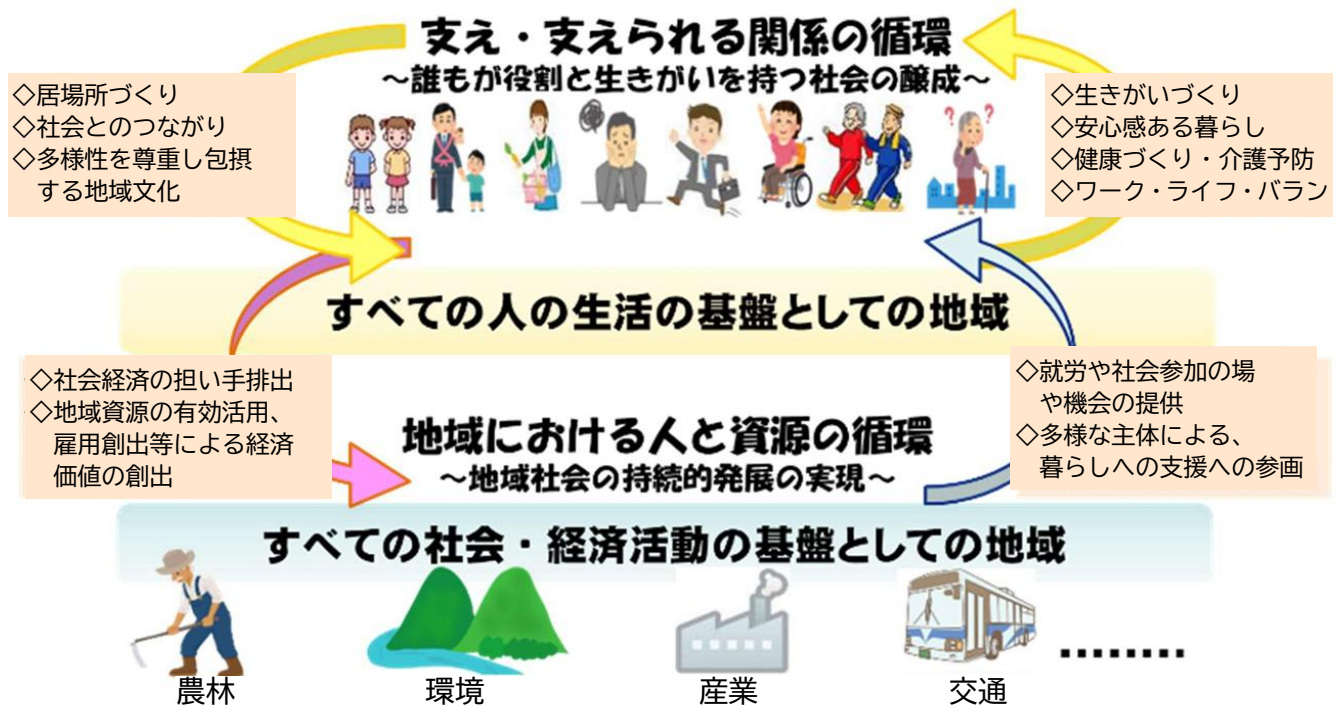 支え・支えられる関係の循環
～誰もが役割と生きがいを持つ社会の醸成～
◇居場所づくり
◇社会とのつながり
◇多様性を尊重し包摂
する地域文化
◇生きがいづくり
◇安心感ある暮らし
◇健康づくり・介護予防
◇ワーク・ライフ・バラン
? ?
すべての人の生活の基盤としての地域
◇社会経済の担い手排出
◇地域資源の有効活用、
雇用創出等による経済
価値の創出
地域における人と資源の循環
～地域社会の持続的発展の実現～
◇就労や社会参加の場
や機会の提供
◇多様な主体による、
暮らしへの支援への参画
すべての社会・経済活動の基盤としての地域
農林
環境
産業
交通
………